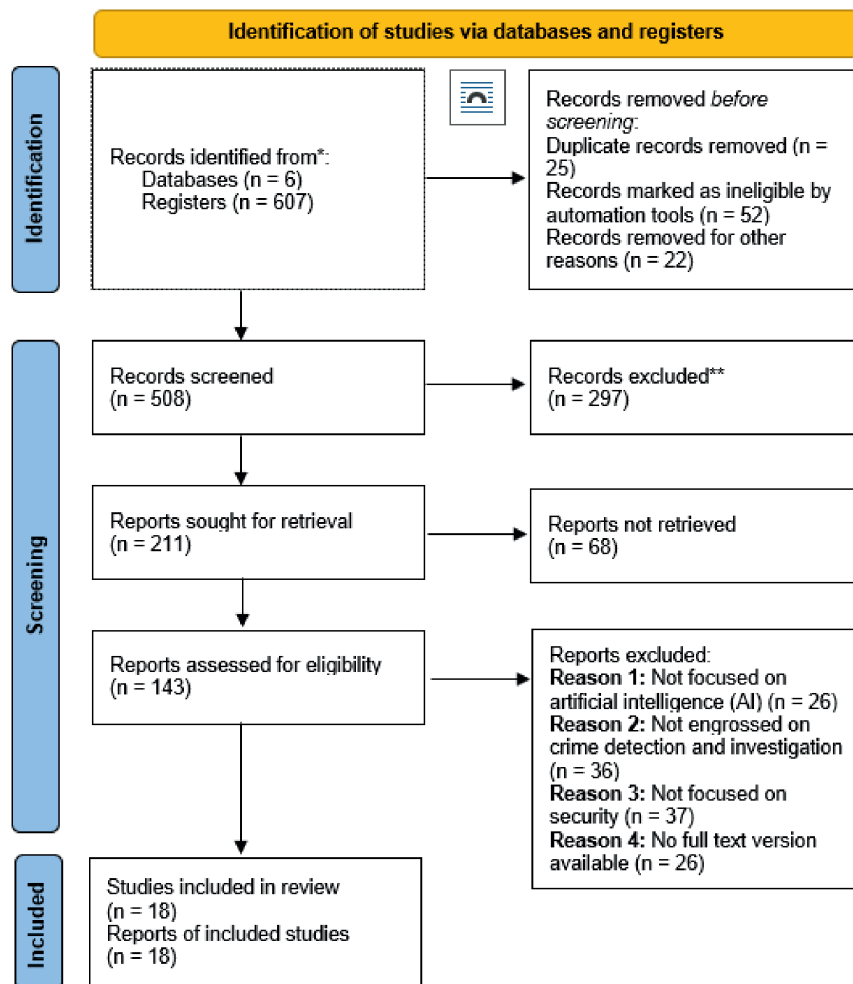 Identification of studies via databases and registers
Identification
Records identified from*:
Databases (n = 6)
Registers (n = 607)
Records removed before
screening:
Duplicate records removed (n =
25)
Records marked as ineligible by
automation tools (n = 52)
Records removed for other
reasons (n = 22)
Screening
Records screened
(n = 508)
Records excluded**
(n = 297)
Reports sought for retrieval
(n = 211)
Reports not retrieved
(n = 68)
Reports assessed for eligibility
(n = 143)
Reports excluded:
Reason 1: Not focused on
artificial intelligence (AI) (n = 26)
Reason 2: Not engrossed on
crime detection and investigation
(n = 36)
Reason 3: Not focused on
security (n = 37)
Reason 4: No full text version
available (n = 26)
Included
Studies included in review
(n = 18)
Reports of included studies
(n = 18)